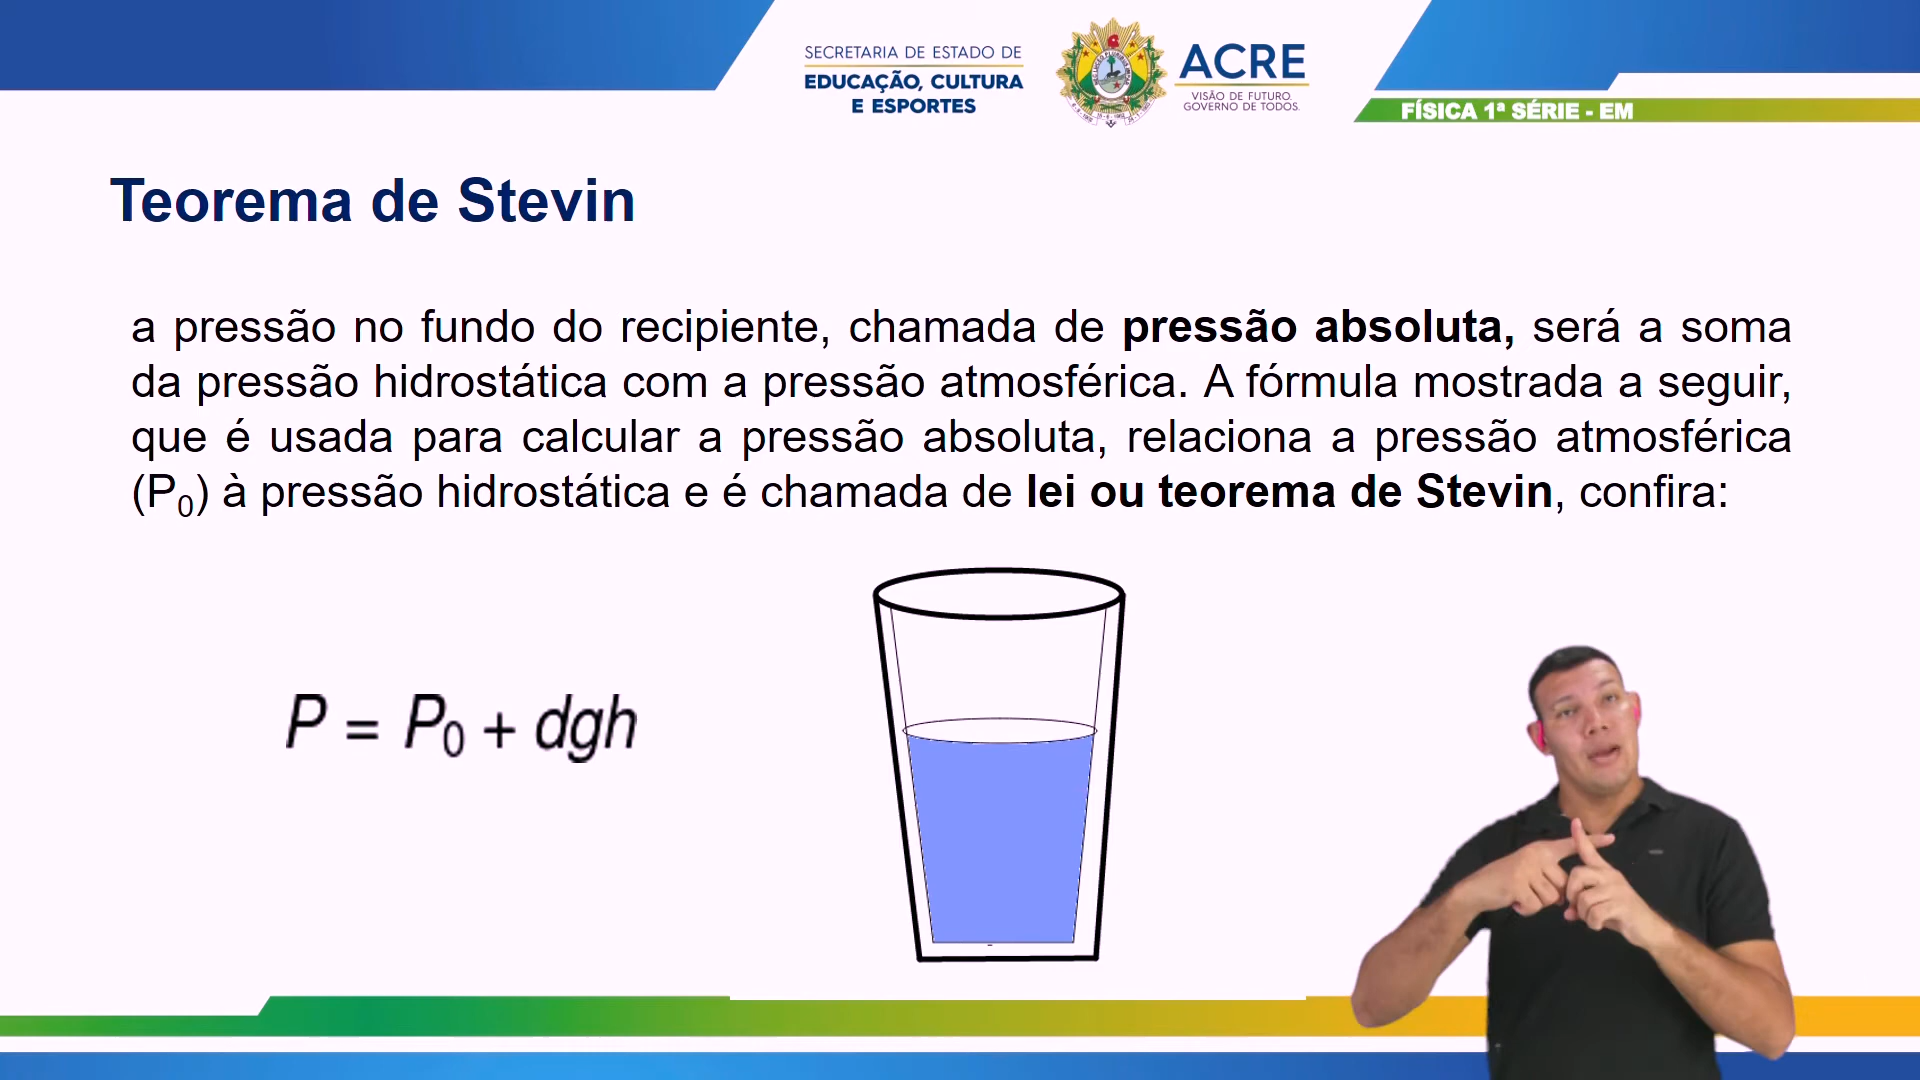 SECRETARIA DE ESTADO DE
EDUCAÇÃO, CULTURA
E ESPORTES
ACRE
VISÃO DE FUTURO.
GOVERNO DE TODOS.
FÍSICA 1ª SÉRIE - EM
Teorema de Stevin
a pressão no fundo do recipiente, chamada de pressão absoluta, será a soma
da pressão hidrostática com a pressão atmosférica. A fórmula mostrada a seguir,
que é usada para calcular a pressão absoluta, relaciona a pressão atmosférica
(P₀) à pressão hidrostática e é chamada de lei ou teorema de Stevin, confira:
P = P₀ + dgh